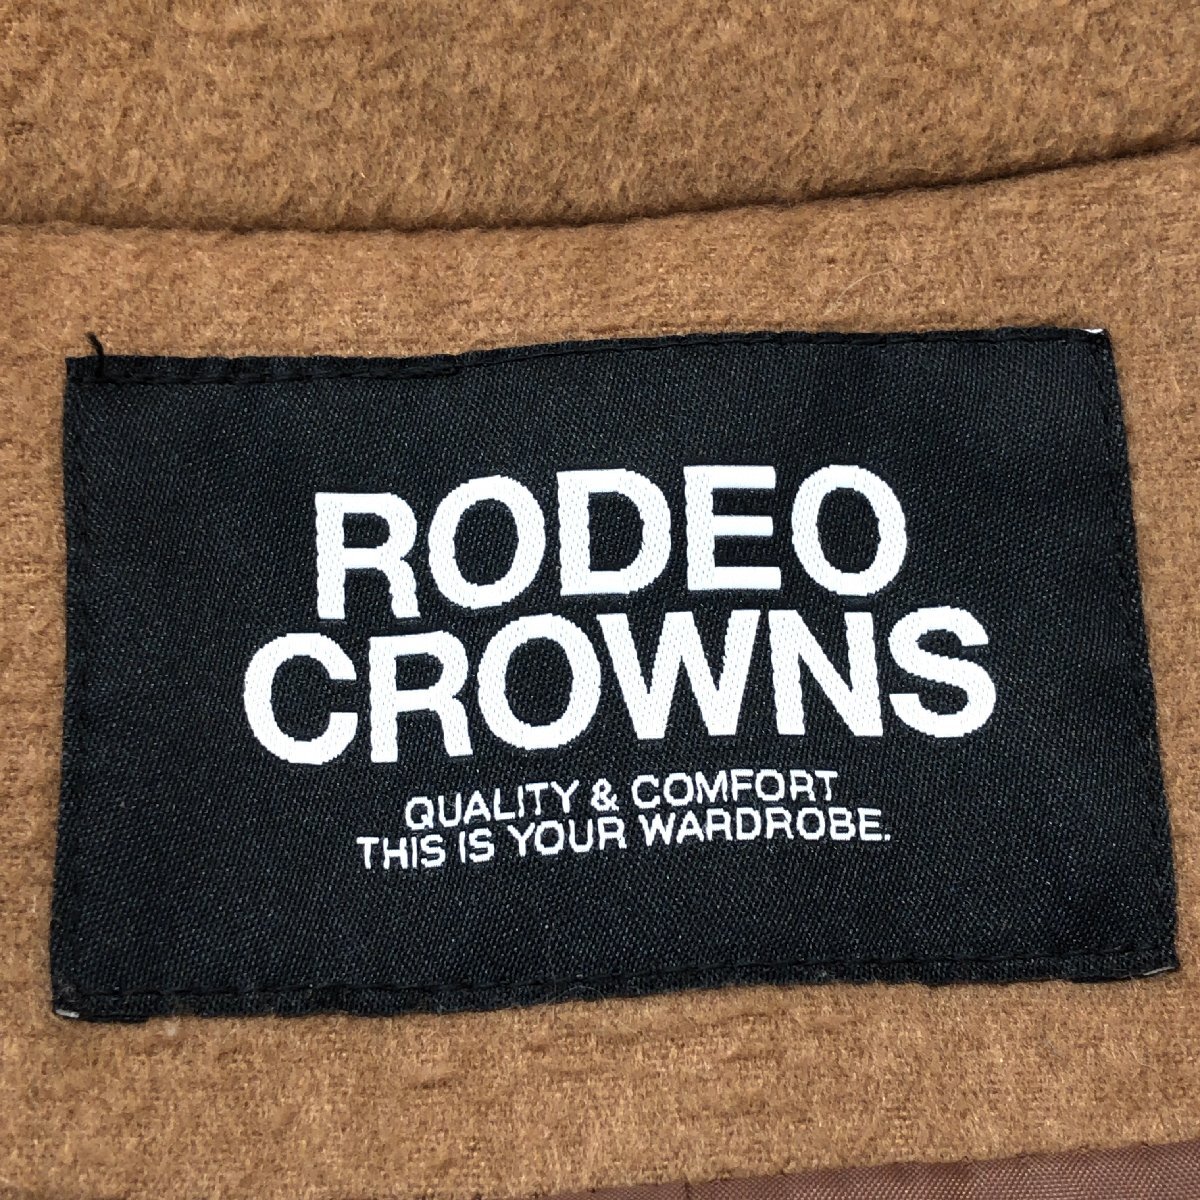 RODEO
CROWNS
QUALITY & COMFORT
THIS IS YOUR WARDROBE.